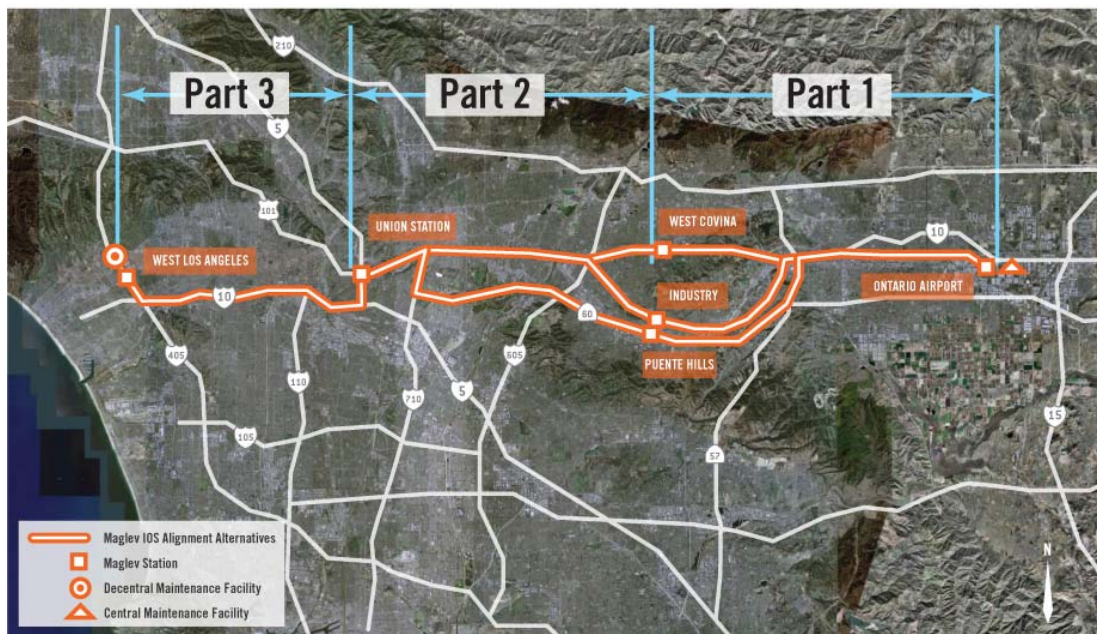 Part 3
Part 2
Part 1
210
5
101
UNION STATION
WEST COVINA
10
WEST LOS ANGELES
INDUSTRY
ONTARIO AIRPORT
10
60
PUENTE HILLS
405
605
110
710
5
15
105
57
Maglev IOS Alignment Alternatives
Maglev Station
Decentral Maintenance Facility
Central Maintenance Facility
N